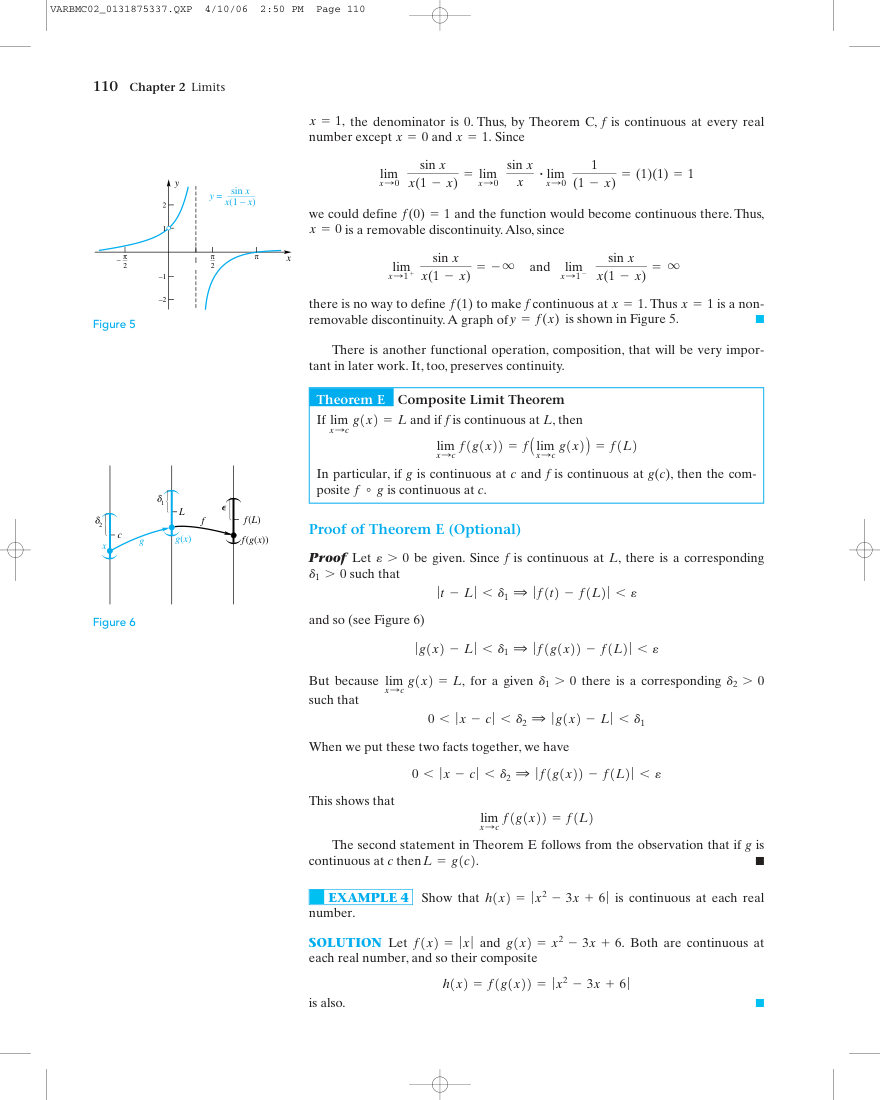 VARBMC02_0131875337.QXP 4/10/06 2:50 PM Page 110
110 Chapter 2 Limits
x = 1, the denominator is 0. Thus, by Theorem C, f is continuous at every real
number except x = 0 and x = 1. Since
lim x→0 sin x / x(1 − x) = lim x→0 sin x / x · lim x→0 1 / (1 − x) = (1)(1) = 1
we could define f(0) = 1 and the function would become continuous there. Thus,
x = 0 is a removable discontinuity. Also, since
lim x→1⁺ sin x / x(1 − x) = −∞ and lim x→1⁻ sin x / x(1 − x) = ∞
there is no way to define f(1) to make f continuous at x = 1. Thus x = 1 is a non-
removable discontinuity. A graph of y = f(x) is shown in Figure 5.
y
y = sin x / x(1 − x)
2
1
−π/2
π/2
π
x
−1
−2
Figure 5
There is another functional operation, composition, that will be very impor-
tant in later work. It, too, preserves continuity.
Theorem E Composite Limit Theorem
If lim x→c g(x) = L and if f is continuous at L, then
lim x→c f(g(x)) = f(lim x→c g(x)) = f(L)
In particular, if g is continuous at c and f is continuous at g(c), then the com-
posite f ∘ g is continuous at c.
δ₁
L
ϵ
δ₂
f
f(L)
c
x
g
g(x)
f(g(x))
Figure 6
Proof of Theorem E (Optional)
Proof Let ε > 0 be given. Since f is continuous at L, there is a corresponding
δ₁ > 0 such that
|t − L| < δ₁ ⇒ |f(t) − f(L)| < ε
and so (see Figure 6)
|g(x) − L| < δ₁ ⇒ |f(g(x)) − f(L)| < ε
But because lim x→c g(x) = L, for a given δ₁ > 0 there is a corresponding δ₂ > 0
such that
0 < |x − c| < δ₂ ⇒ |g(x) − L| < δ₁
When we put these two facts together, we have
0 < |x − c| < δ₂ ⇒ |f(g(x)) − f(L)| < ε
This shows that
lim x→c f(g(x)) = f(L)
The second statement in Theorem E follows from the observation that if g is
continuous at c then L = g(c).
EXAMPLE 4 Show that h(x) = |x² − 3x + 6| is continuous at each real
number.
SOLUTION Let f(x) = |x| and g(x) = x² − 3x + 6. Both are continuous at
each real number, and so their composite
h(x) = f(g(x)) = |x² − 3x + 6|
is also.